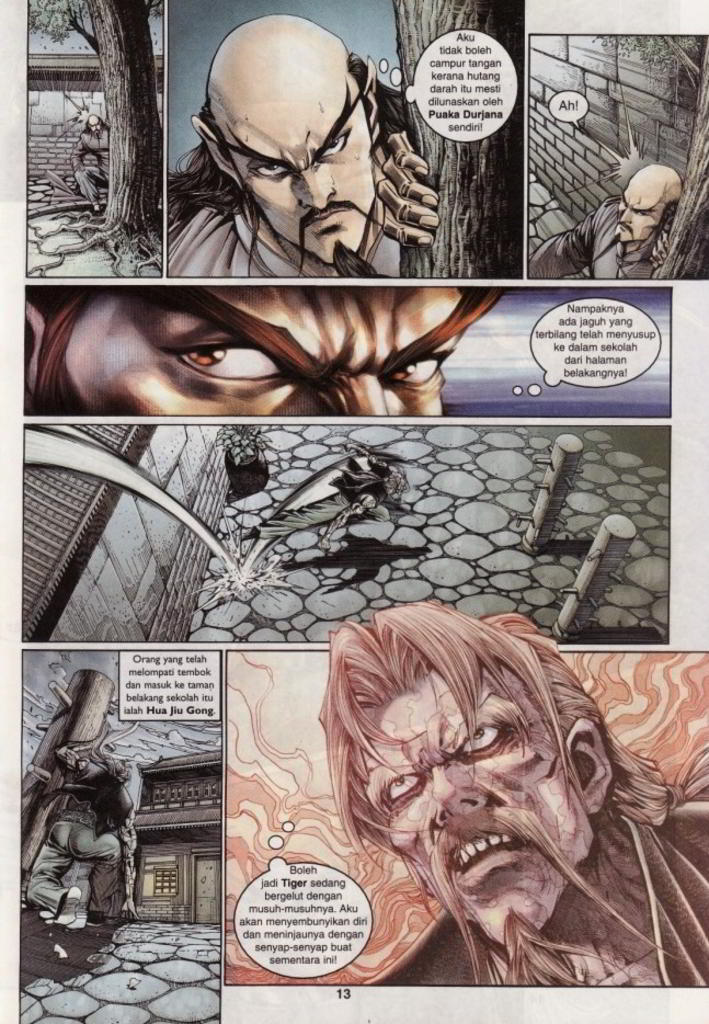 Aku
tidak boleh
campur tangan
kerana hutang
darah itu mesti
dilunaskan oleh
Puaka Durjana
sendiri!
Ah!
Nampaknya
ada jaguh yang
terbilang telah menyusup
ke dalam sekolah
dari halaman
belakangnya!
Orang yang telah
melompati tembok
dan masuk ke taman
belakang sekolah itu
ialah Hua Jiu Gong.
Boleh
jadi Tiger sedang
bergelut dengan
musuh-musuhnya. Aku
akan menyembunyikan diri
dan meninjaunya dengan
senyap-senyap buat
sementara ini!
13